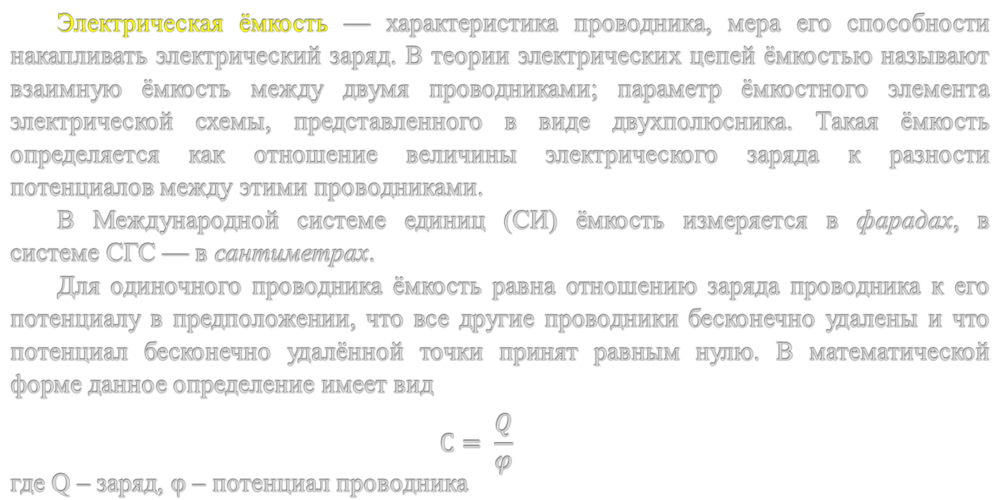 Электрическая ёмкость — характеристика проводника, мера его способности
накапливать электрический заряд. В теории электрических цепей ёмкостью называют
взаимную ёмкость между двумя проводниками; параметр ёмкостного элемента
электрической схемы, представленного в виде двухполюсника. Такая ёмкость
определяется как отношение величины электрического заряда к разности
потенциалов между этими проводниками.
В Международной системе единиц (СИ) ёмкость измеряется в фарадах, в
системе СГС — в сантиметрах.
Для одиночного проводника ёмкость равна отношению заряда проводника к его
потенциалу в предположении, что все другие проводники бесконечно удалены и что
потенциал бесконечно удалённой точки принят равным нулю. В математической
форме данное определение имеет вид
C = Q/φ
где Q – заряд, φ – потенциал проводника